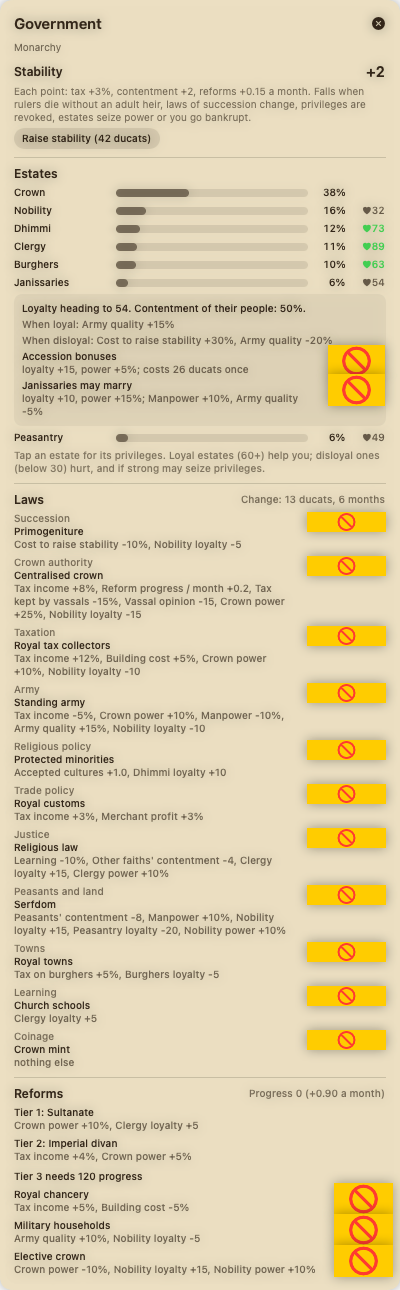 Government
Monarchy
Stability +2
Each point: tax +3%, contentment +2, reforms +0.15 a month. Falls when
rulers die without an adult heir, laws of succession change, privileges are
revoked, estates seize power or you go bankrupt.
Raise stability (42 ducats)
Estates
Crown 38%
Nobility 16% ♥32
Dhimmi 12% ♥73
Clergy 11% ♥89
Burghers 10% ♥63
Janissaries 6% ♥54
Loyalty heading to 54. Contentment of their people: 50%.
When loyal: Army quality +15%
When disloyal: Cost to raise stability +30%, Army quality -20%
Accession bonuses
loyalty +15, power +5%; costs 26 ducats once
Janissaries may marry
loyalty +10, power +15%; Manpower +10%, Army quality
-5%
Peasantry 6% ♥49
Tap an estate for its privileges. Loyal estates (60+) help you; disloyal ones
(below 30) hurt, and if strong may seize privileges.
Laws Change: 13 ducats, 6 months
Succession
Primogeniture
Cost to raise stability -10%, Nobility loyalty -5
Crown authority
Centralised crown
Tax income +8%, Reform progress / month +0.2, Tax
kept by vassals -15%, Vassal opinion -15, Crown power
+25%, Nobility loyalty -15
Taxation
Royal tax collectors
Tax income +12%, Building cost +5%, Crown power
+10%, Nobility loyalty -10
Army
Standing army
Tax income -5%, Crown power +10%, Manpower -10%,
Army quality +15%, Nobility loyalty -10
Religious policy
Protected minorities
Accepted cultures +1.0, Dhimmi loyalty +10
Trade policy
Royal customs
Tax income +3%, Merchant profit +3%
Justice
Religious law
Learning -10%, Other faiths' contentment -4, Clergy
loyalty +15, Clergy power +10%
Peasants and land
Serfdom
Peasants' contentment -8, Manpower +10%, Nobility
loyalty +15, Peasantry loyalty -20, Nobility power +10%
Towns
Royal towns
Tax on burghers +5%, Burghers loyalty -5
Learning
Church schools
Clergy loyalty +5
Coinage
Crown mint
nothing else
Reforms Progress 0 (+0.90 a month)
Tier 1: Sultanate
Crown power +10%, Clergy loyalty +5
Tier 2: Imperial divan
Tax income +4%, Crown power +5%
Tier 3 needs 120 progress
Royal chancery
Tax income +5%, Building cost -5%
Military households
Army quality +10%, Nobility loyalty -5
Elective crown
Crown power -10%, Nobility loyalty +15, Nobility power +10%